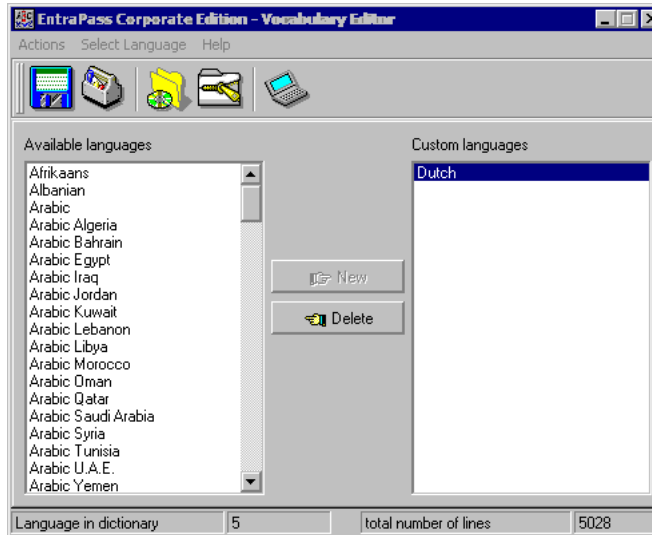 EntraPass Corporate Edition - Vocabulary Editor
Actions Select Language Help
Available languages
Custom languages
Afrikaans
Albanian
Arabic
Arabic Algeria
Arabic Bahrain
Arabic Egypt
Arabic Iraq
Arabic Jordan
Arabic Kuwait
Arabic Lebanon
Arabic Libya
Arabic Morocco
Arabic Oman
Arabic Qatar
Arabic Saudi Arabia
Arabic Syria
Arabic Tunisia
Arabic U.A.E.
Arabic Yemen
New
Delete
Dutch
Language in dictionary 5 total number of lines 5028